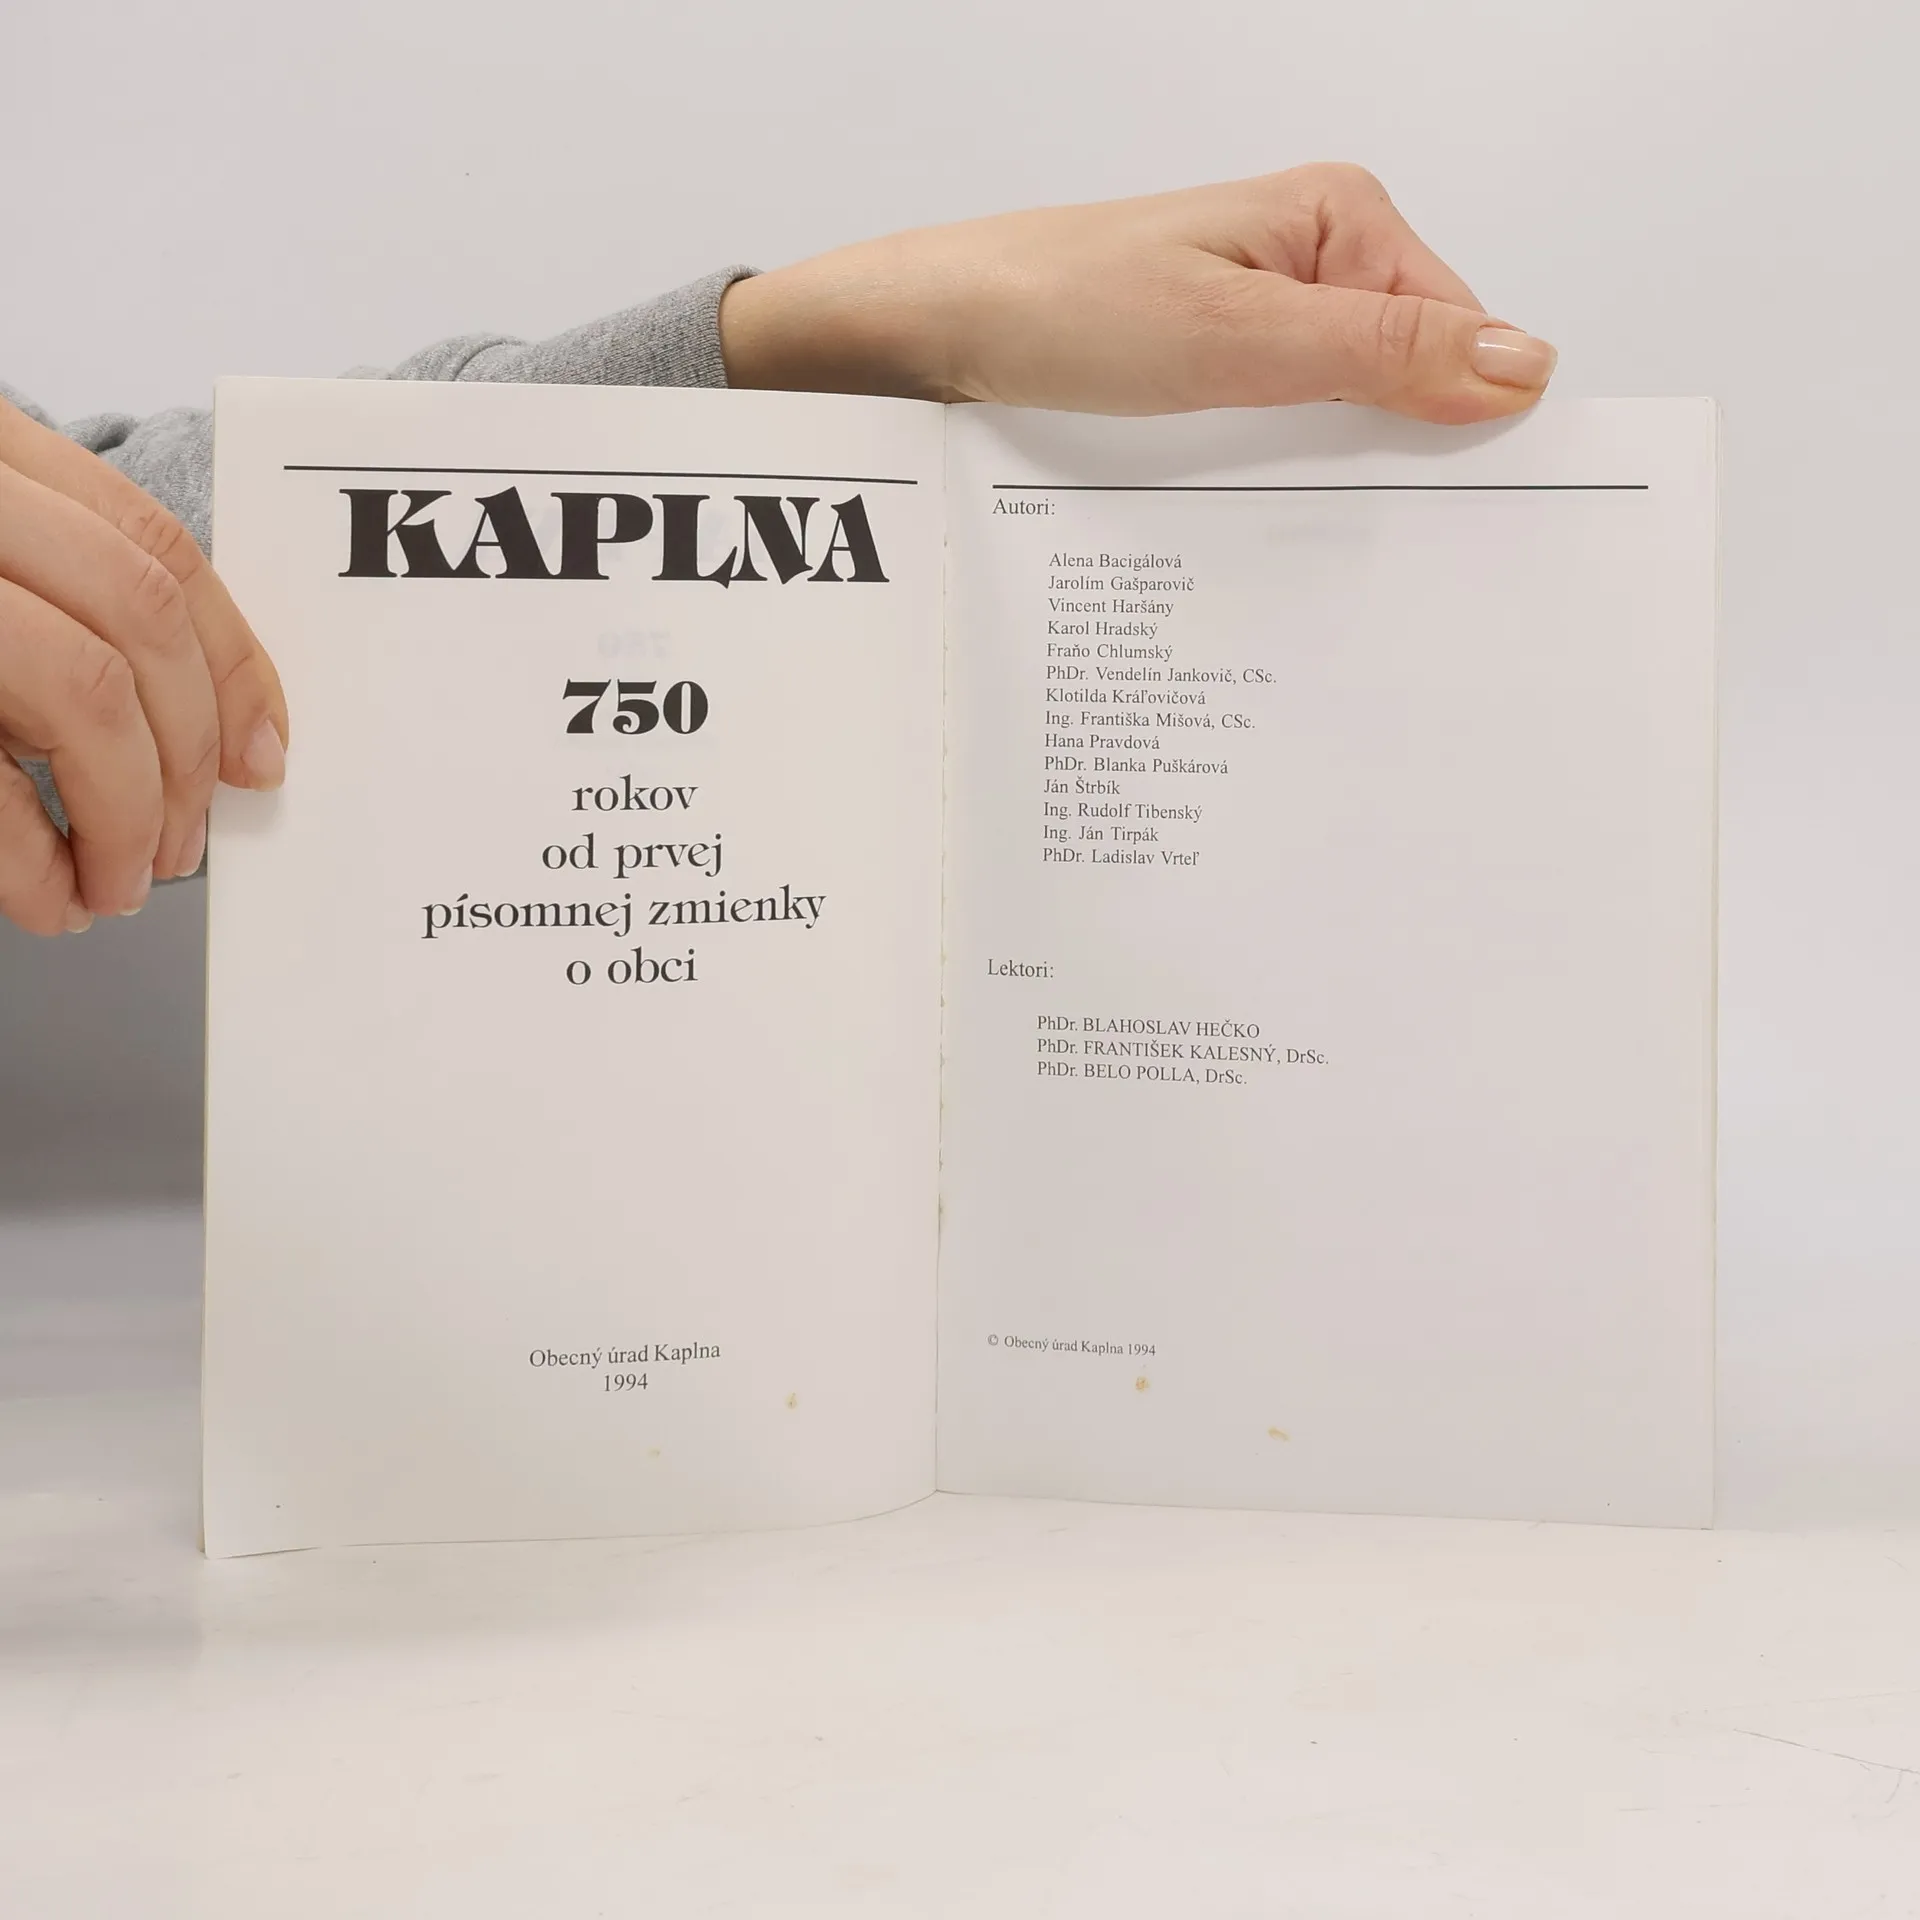 KAPLNA
750
rokov
od prvej
písomnej zmienky
o obci
Obecný úrad Kaplna
1994
Autori:
Alena Bacigálová
Jarolím Gašparovič
Vincent Haršány
Karol Hradský
Fraňo Chlumský
PhDr. Vendelín Jankovič, CSc.
Klotilda Kráľovičová
Ing. Františka Mišová, CSc.
Hana Pravdová
PhDr. Blanka Puškárová
Ján Štrbík
Ing. Rudolf Tibenský
Ing. Ján Tirpák
PhDr. Ladislav Vrteľ
Lektori:
PhDr. BLAHOSLAV HEČKO
PhDr. FRANTIŠEK KALESNÝ, DrSc.
PhDr. BELO POLLA, DrSc.
© Obecný úrad Kaplna 1994